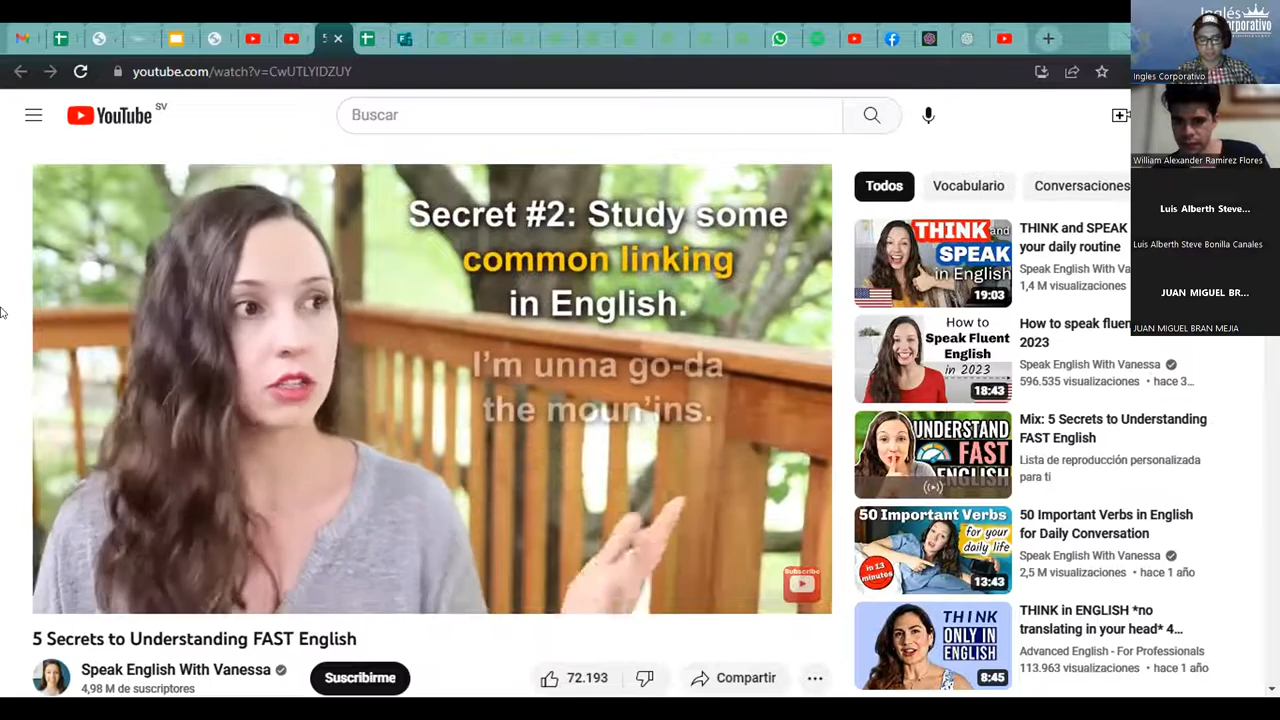 youtube.com/watch?v=CwUTLYIDZUY
YouTube SV
Buscar
Secret #2: Study some
common linking
in English.
I'm unna go-da
the moun'ins.
Subscribe
5 Secrets to Understanding FAST English
Speak English With Vanessa
4,98 M de suscriptores
Suscribirme
72.193
Compartir
Todos
Vocabulario
Conversaciones
THINK and
SPEAK
in English
19:03
THINK and SPEAK
your daily routine
Speak English With Va
1,4 M visualizaciones
How to
Speak Fluent
English
in 2023
18:43
How to speak fluen
2023
Speak English With Vanessa
596.535 visualizaciones • hace 3...
UNDERSTAND
FAST
ENGLISH
Mix: 5 Secrets to Understanding
FAST English
Lista de reproducción personalizada
para ti
50 Important Verbs
for your
daily life
in 13
minutes
13:43
50 Important Verbs in English
for Daily Conversation
Speak English With Vanessa
2,5 M visualizaciones • hace 1 año
THINK
ONLY IN
ENGLISH
8:45
THINK in ENGLISH *no
translating in your head* 4...
Advanced English - For Professionals
113.963 visualizaciones • hace 1 año
Inglés
Corporativo
Ingles Corporativo
William Alexander Ramirez Flores
Luis Alberth Steve...
Luis Alberth Steve Bonilla Canales
JUAN MIGUEL BR...
JUAN MIGUEL BRAN MEJIA